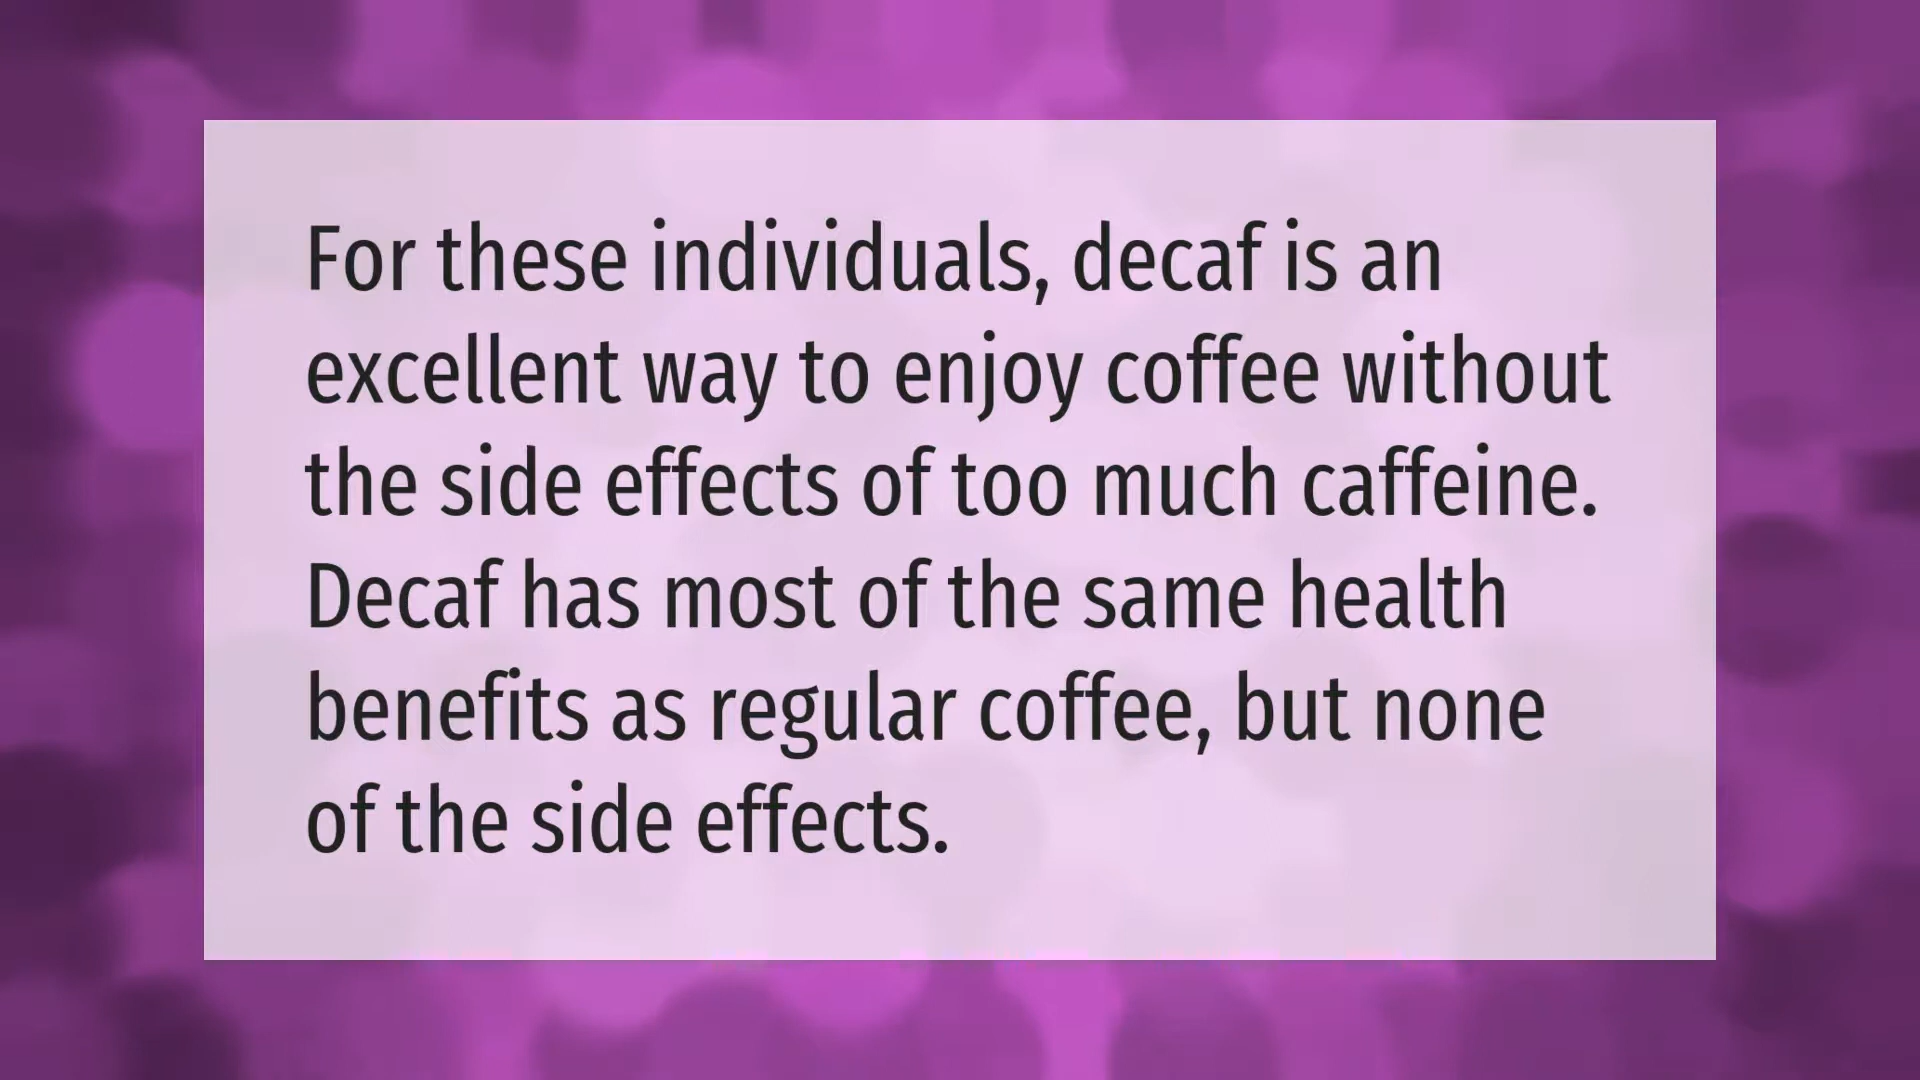 For these individuals, decaf is an
excellent way to enjoy coffee without
the side effects of too much caffeine.
Decaf has most of the same health
benefits as regular coffee, but none
of the side effects.